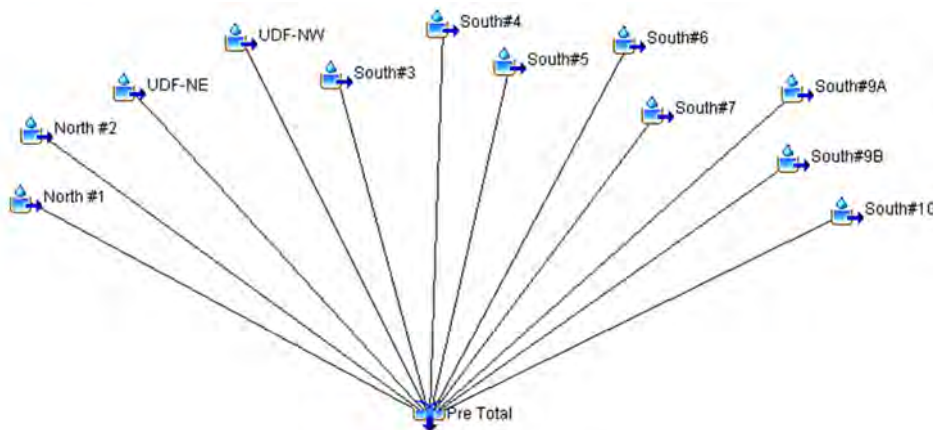 South#4
UDF-NW
South#6
South#3
South#5
UDF-NE
South#9A
South#7
North #2
South#9B
North #1
South#10
Pre Total